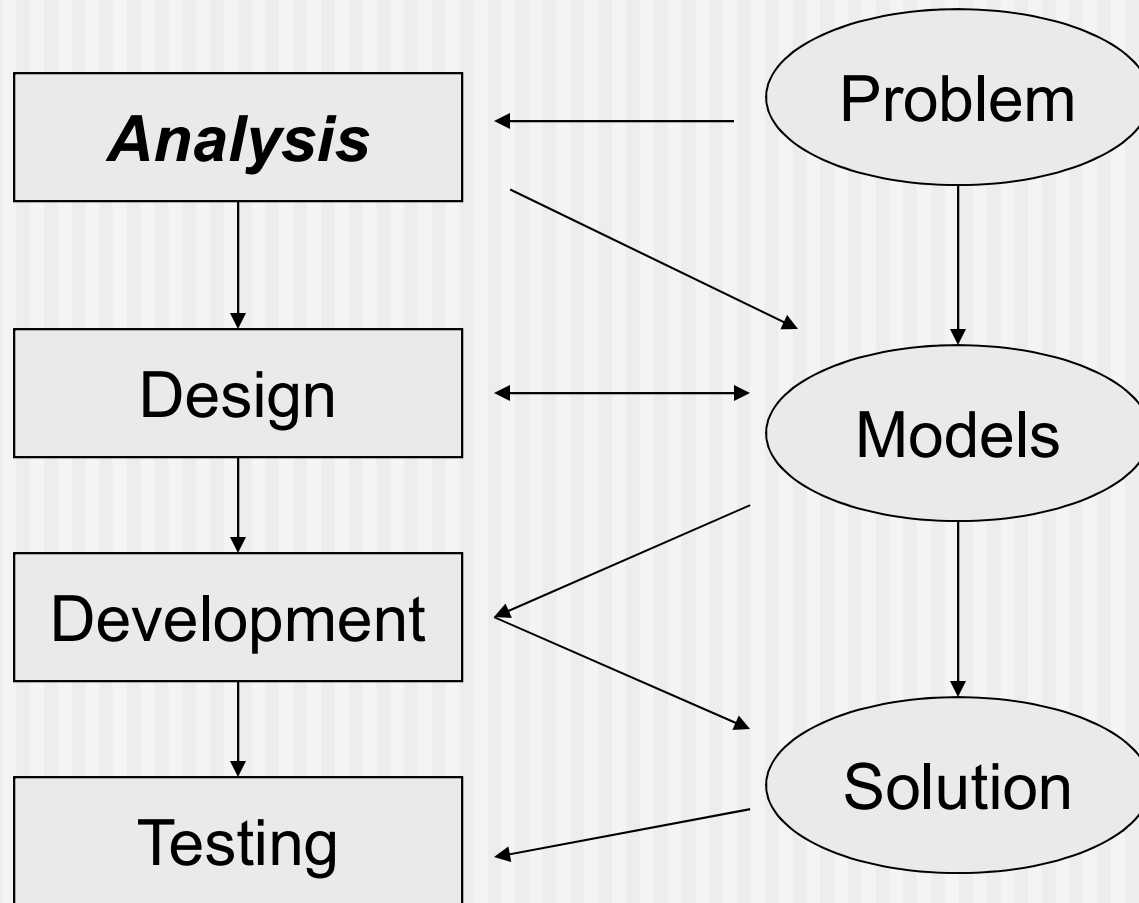 Problem
Analysis
Design
Models
Development
Solution
Testing